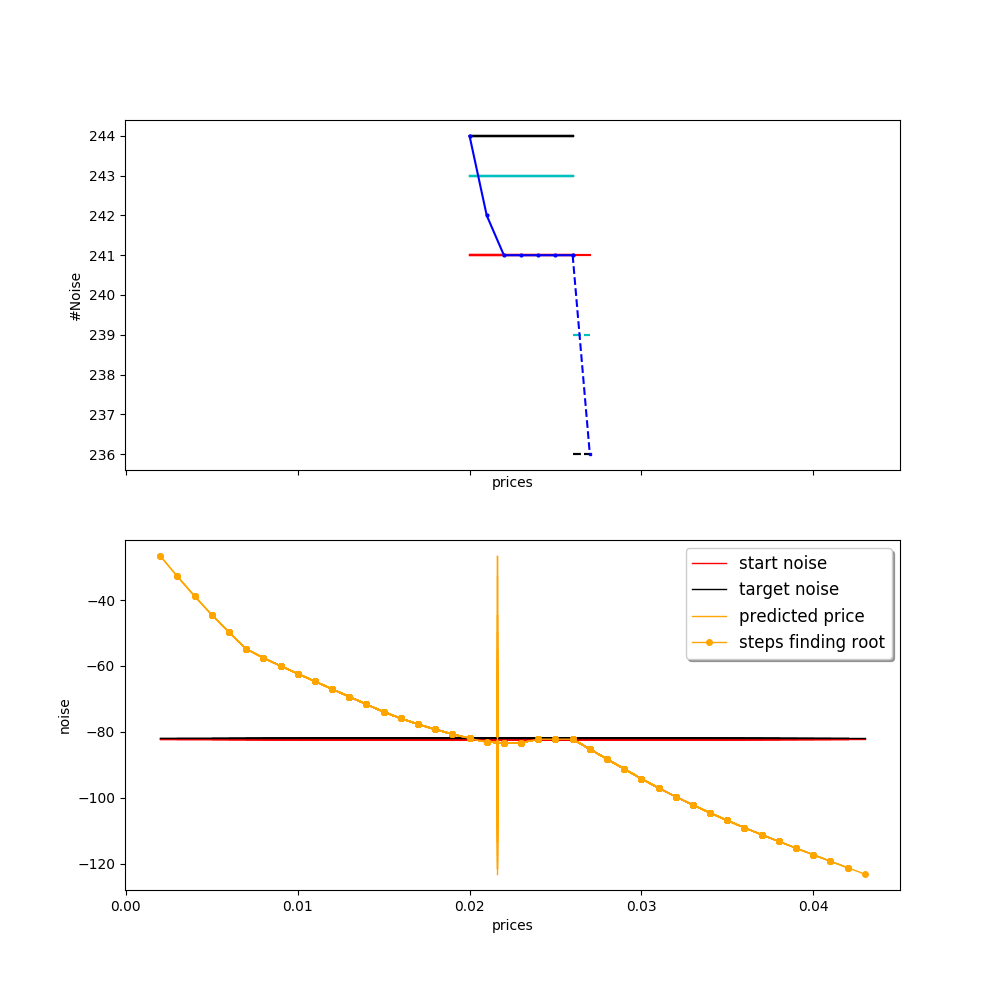 244
243
242
241
240
239
238
237
236
#Noise
prices
start noise
target noise
predicted price
steps finding root
−40
−60
−80
−100
−120
noise
0.00 0.01 0.02 0.03 0.04
prices